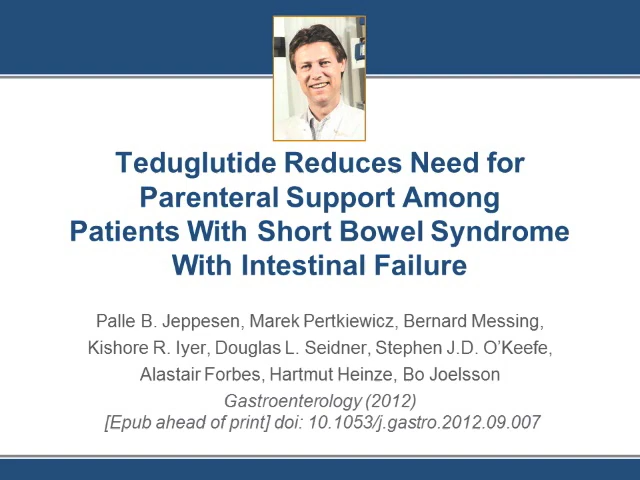 Teduglutide Reduces Need for
Parenteral Support Among
Patients With Short Bowel Syndrome
With Intestinal Failure
Palle B. Jeppesen, Marek Pertkiewicz, Bernard Messing,
Kishore R. Iyer, Douglas L. Seidner, Stephen J.D. O’Keefe,
Alastair Forbes, Hartmut Heinze, Bo Joelsson
Gastroenterology (2012)
[Epub ahead of print] doi: 10.1053/j.gastro.2012.09.007